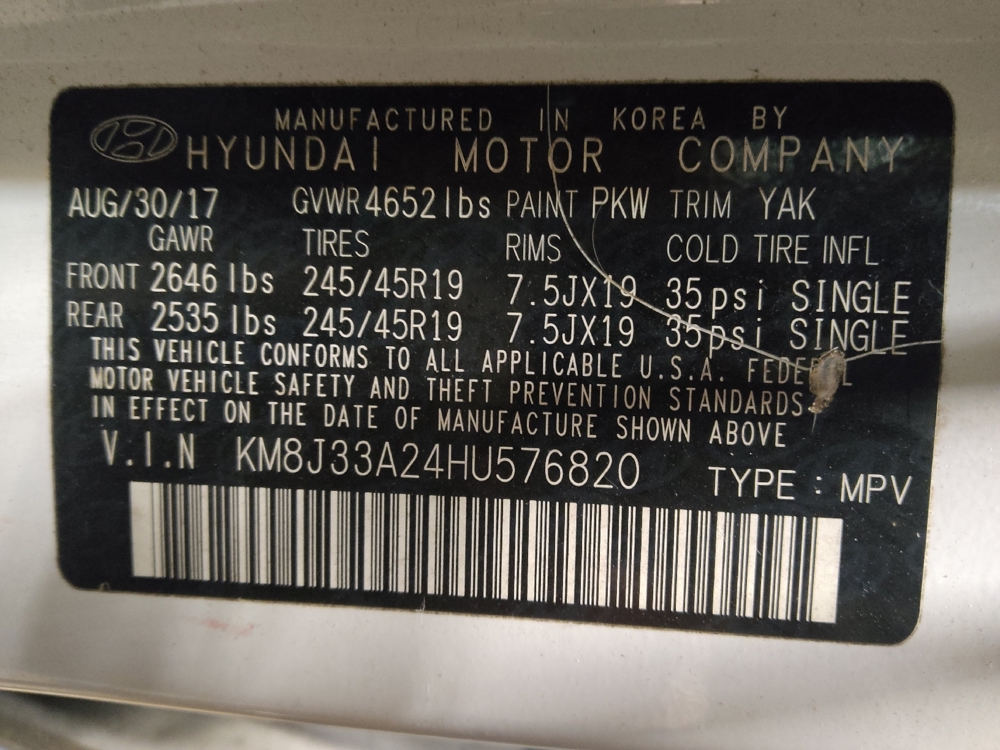 MANUFACTURED IN KOREA BY
HYUNDAI MOTOR COMPANY
AUG/30/17 GVWR 4652 lbs PAINT PKW TRIM YAK
GAWR TIRES RIMS COLD TIRE INFL
FRONT 2646 lbs 245/45R19 7.5JX19 35psi SINGLE
REAR 2535 lbs 245/45R19 7.5JX19 35psi SINGLE
THIS VEHICLE CONFORMS TO ALL APPLICABLE U.S.A. FEDERAL
MOTOR VEHICLE SAFETY AND THEFT PREVENTION STANDARDS
IN EFFECT ON THE DATE OF MANUFACTURE SHOWN ABOVE
V.I.N KM8J33A24HU576820 TYPE : MPV